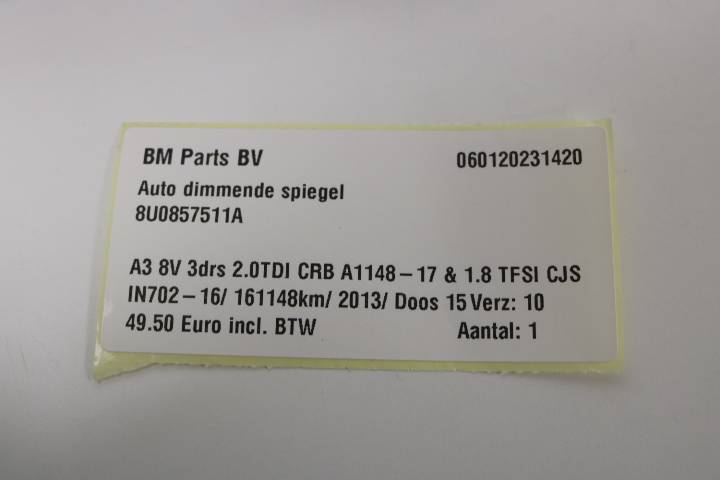 BM Parts BV 060120231420
Auto dimmende spiegel
8U0857511A
A3 8V 3drs 2.0TDI CRB A1148-17 & 1.8 TFSI CJS
IN702-16/ 161148km/ 2013/ Doos 15 Verz: 10
49.50 Euro incl. BTW Aantal: 1